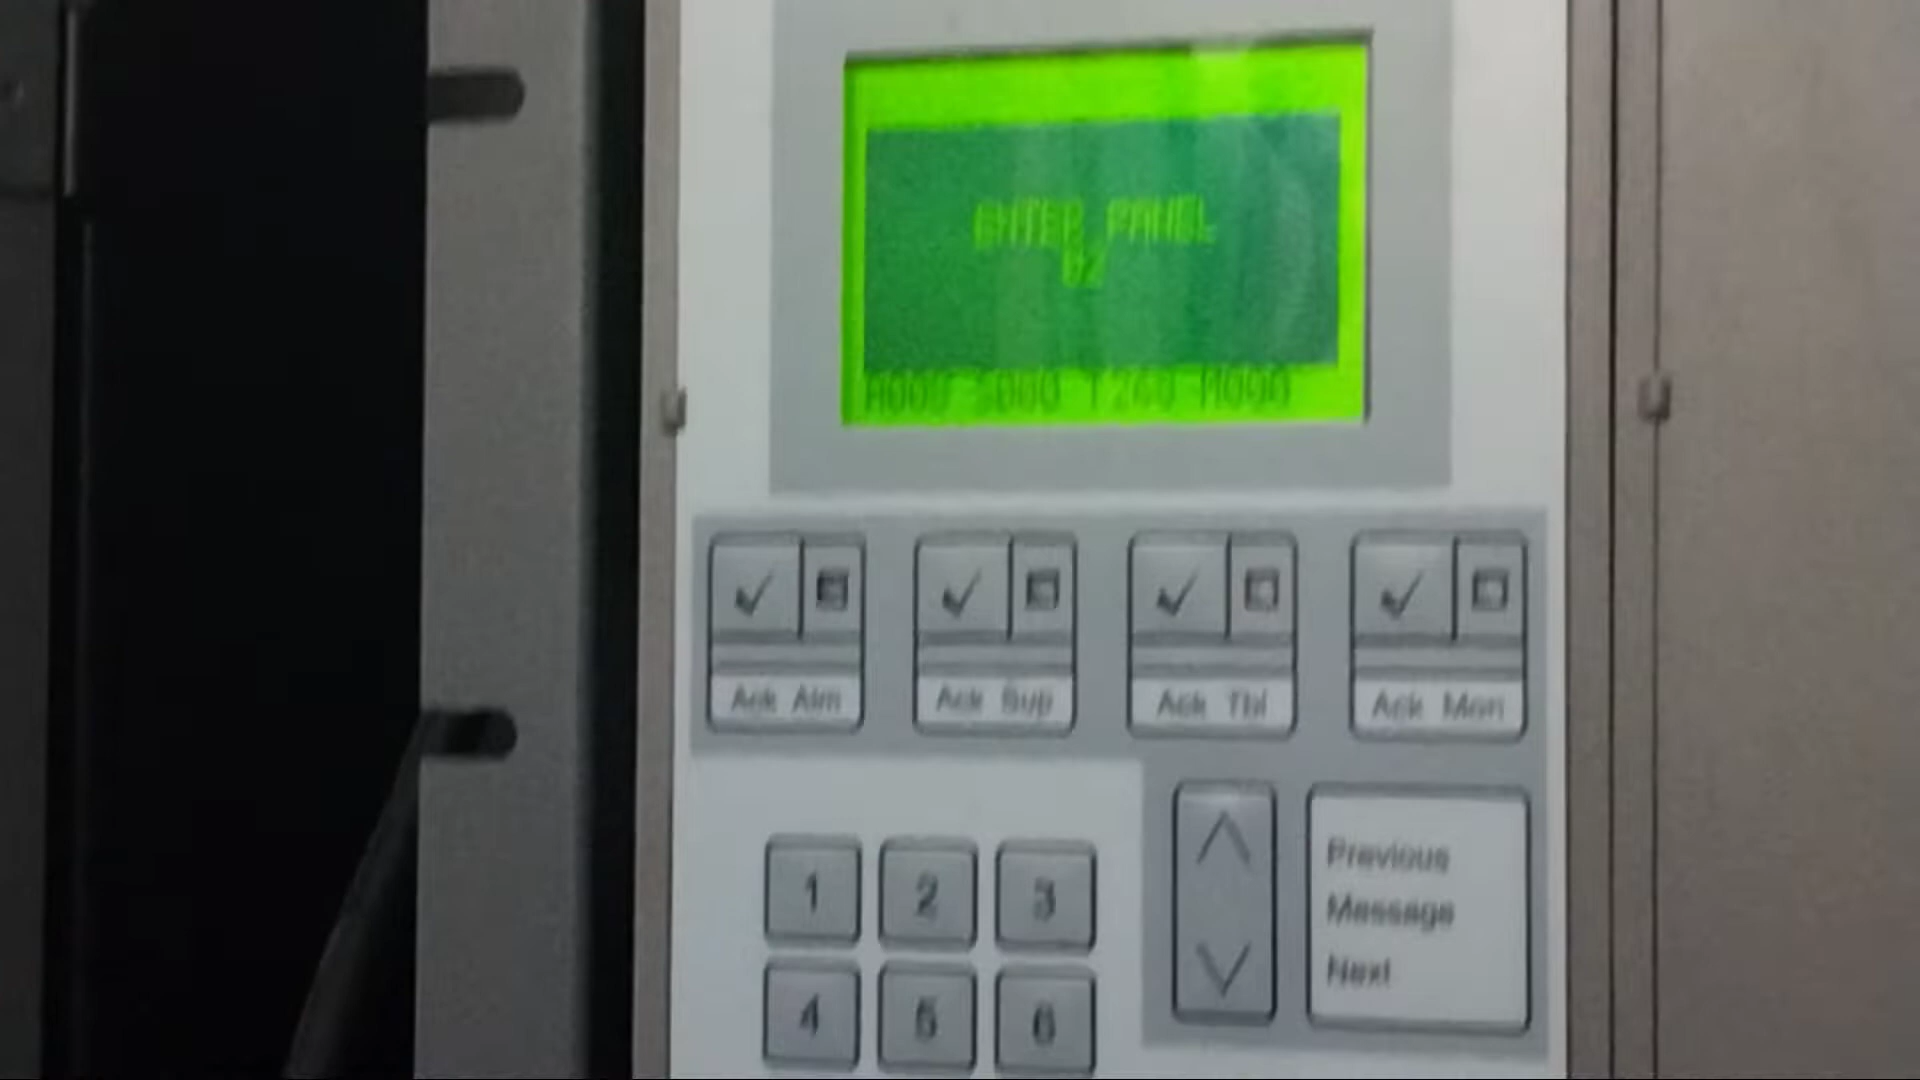 ENTER PANEL
A000 S000 T260 M000
Ack Alm
Ack Sup
Ack Tbl
Ack Mon
1 2 3
Previous
Message
Next
4 5 6